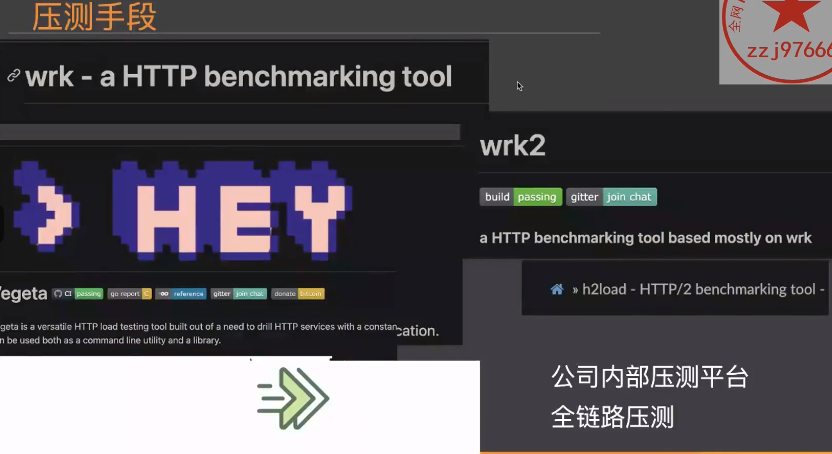 压测手段
全网
zzj97666
wrk - a HTTP benchmarking tool
wrk2
build passing gitter join chat
a HTTP benchmarking tool based mostly on wrk
HEY
» h2load - HTTP/2 benchmarking tool -
egeta CI passing go report C reference gitter join chat donate bitcoin
geta is a versatile HTTP load testing tool built out of a need to drill HTTP services with a constan
n be used both as a command line utility and a library.
cation.
公司内部压测平台
全链路压测